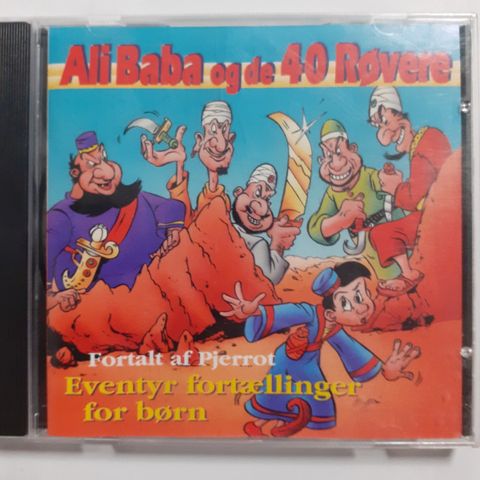 Ali Baba og de 40 Røvere
Fortalt af Pjerrot
Eventyr fortællinger
for børn